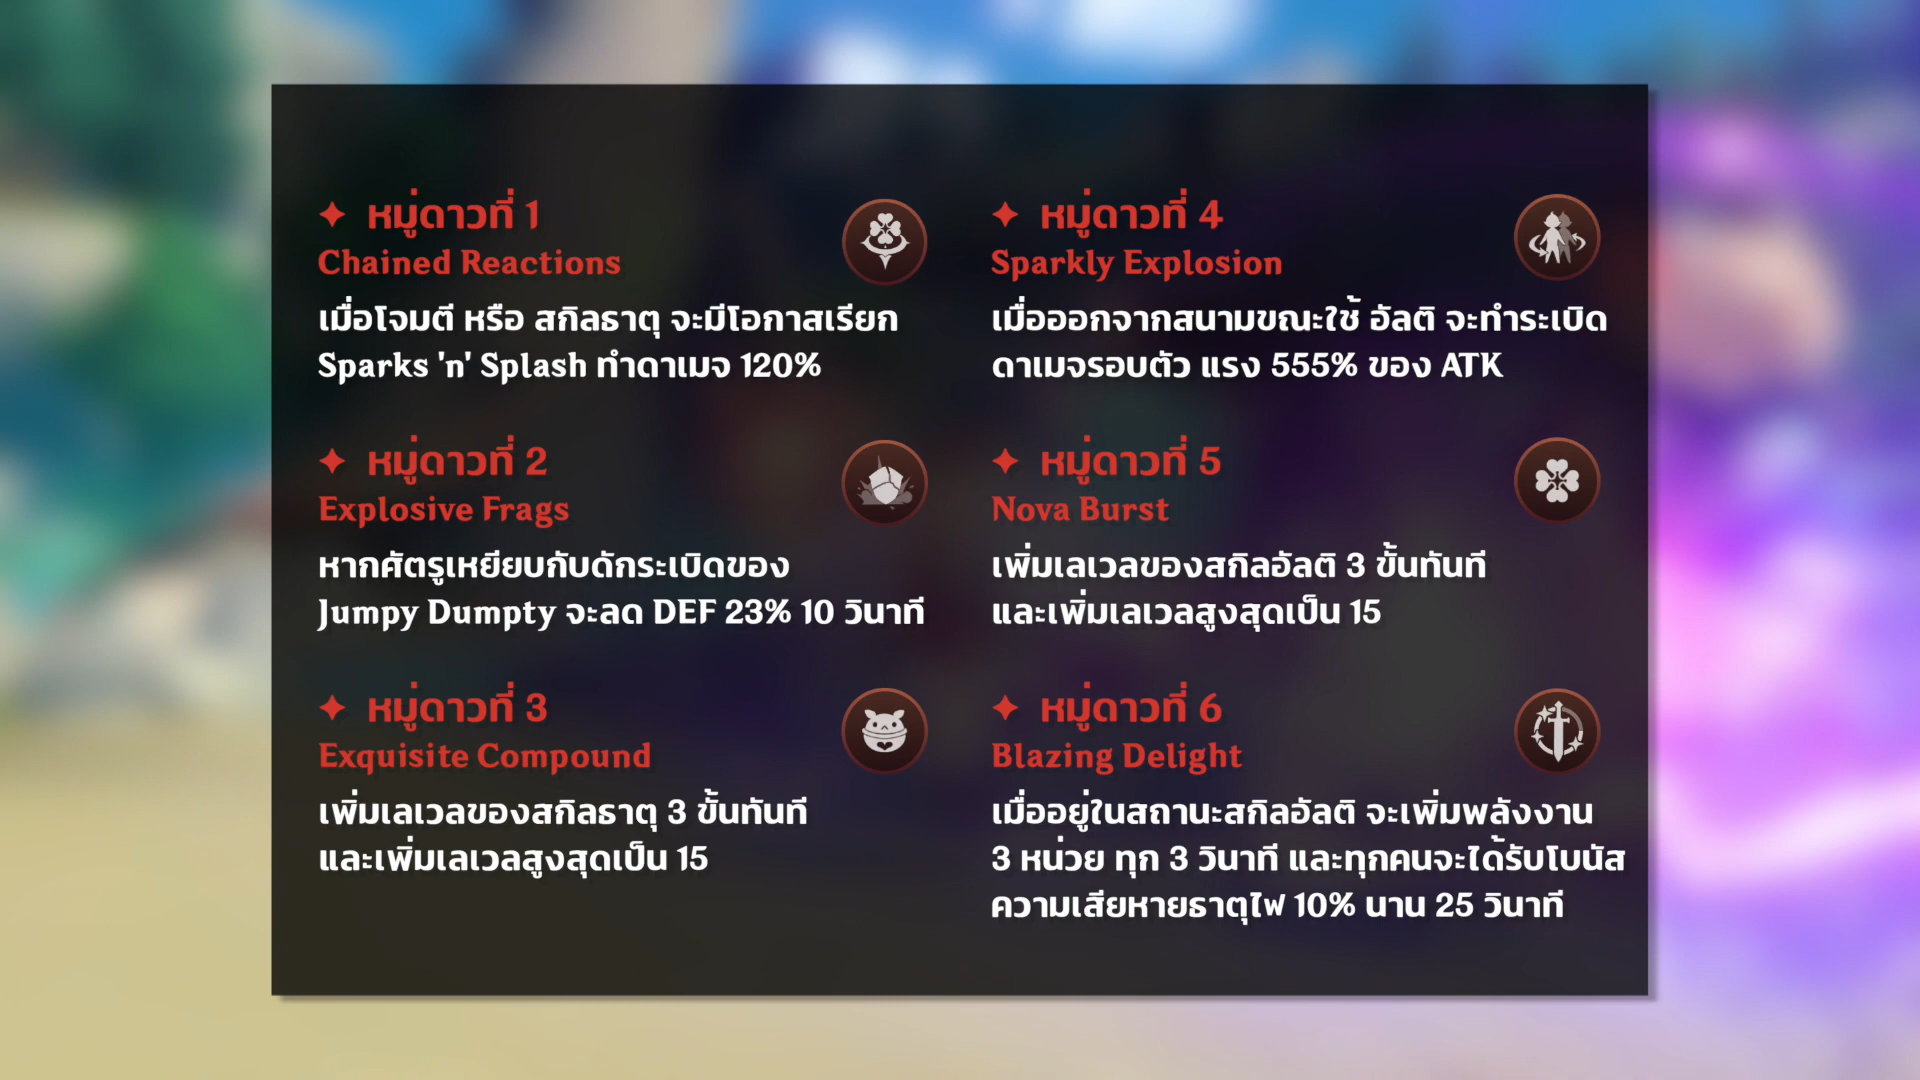 หมู่ดาวที่ 1
Chained Reactions
เมื่อโจมตี หรือ สกิลธาตุ จะมีโอกาสเรียก
Sparks 'n' Splash ทำดาเมจ 120%
หมู่ดาวที่ 2
Explosive Frags
หากศัตรูเหยียบกับดักระเบิดของ
Jumpy Dumpty จะลด DEF 23% 10 วินาที
หมู่ดาวที่ 3
Exquisite Compound
เพิ่มเลเวลของสกิลธาตุ 3 ขั้นทันที
และเพิ่มเลเวลสูงสุดเป็น 15
หมู่ดาวที่ 4
Sparkly Explosion
เมื่อออกจากสนามขณะใช้ อัลติ จะทำระเบิด
ดาเมจรอบตัว แรง 555% ของ ATK
หมู่ดาวที่ 5
Nova Burst
เพิ่มเลเวลของสกิลอัลติ 3 ขั้นทันที
และเพิ่มเลเวลสูงสุดเป็น 15
หมู่ดาวที่ 6
Blazing Delight
เมื่ออยู่ในสถานะสกิลอัลติ จะเพิ่มพลังงาน
3 หน่วย ทุก 3 วินาที และทุกคนจะได้รับโบนัส
ความเสียหายธาตุไฟ 10% นาน 25 วินาที